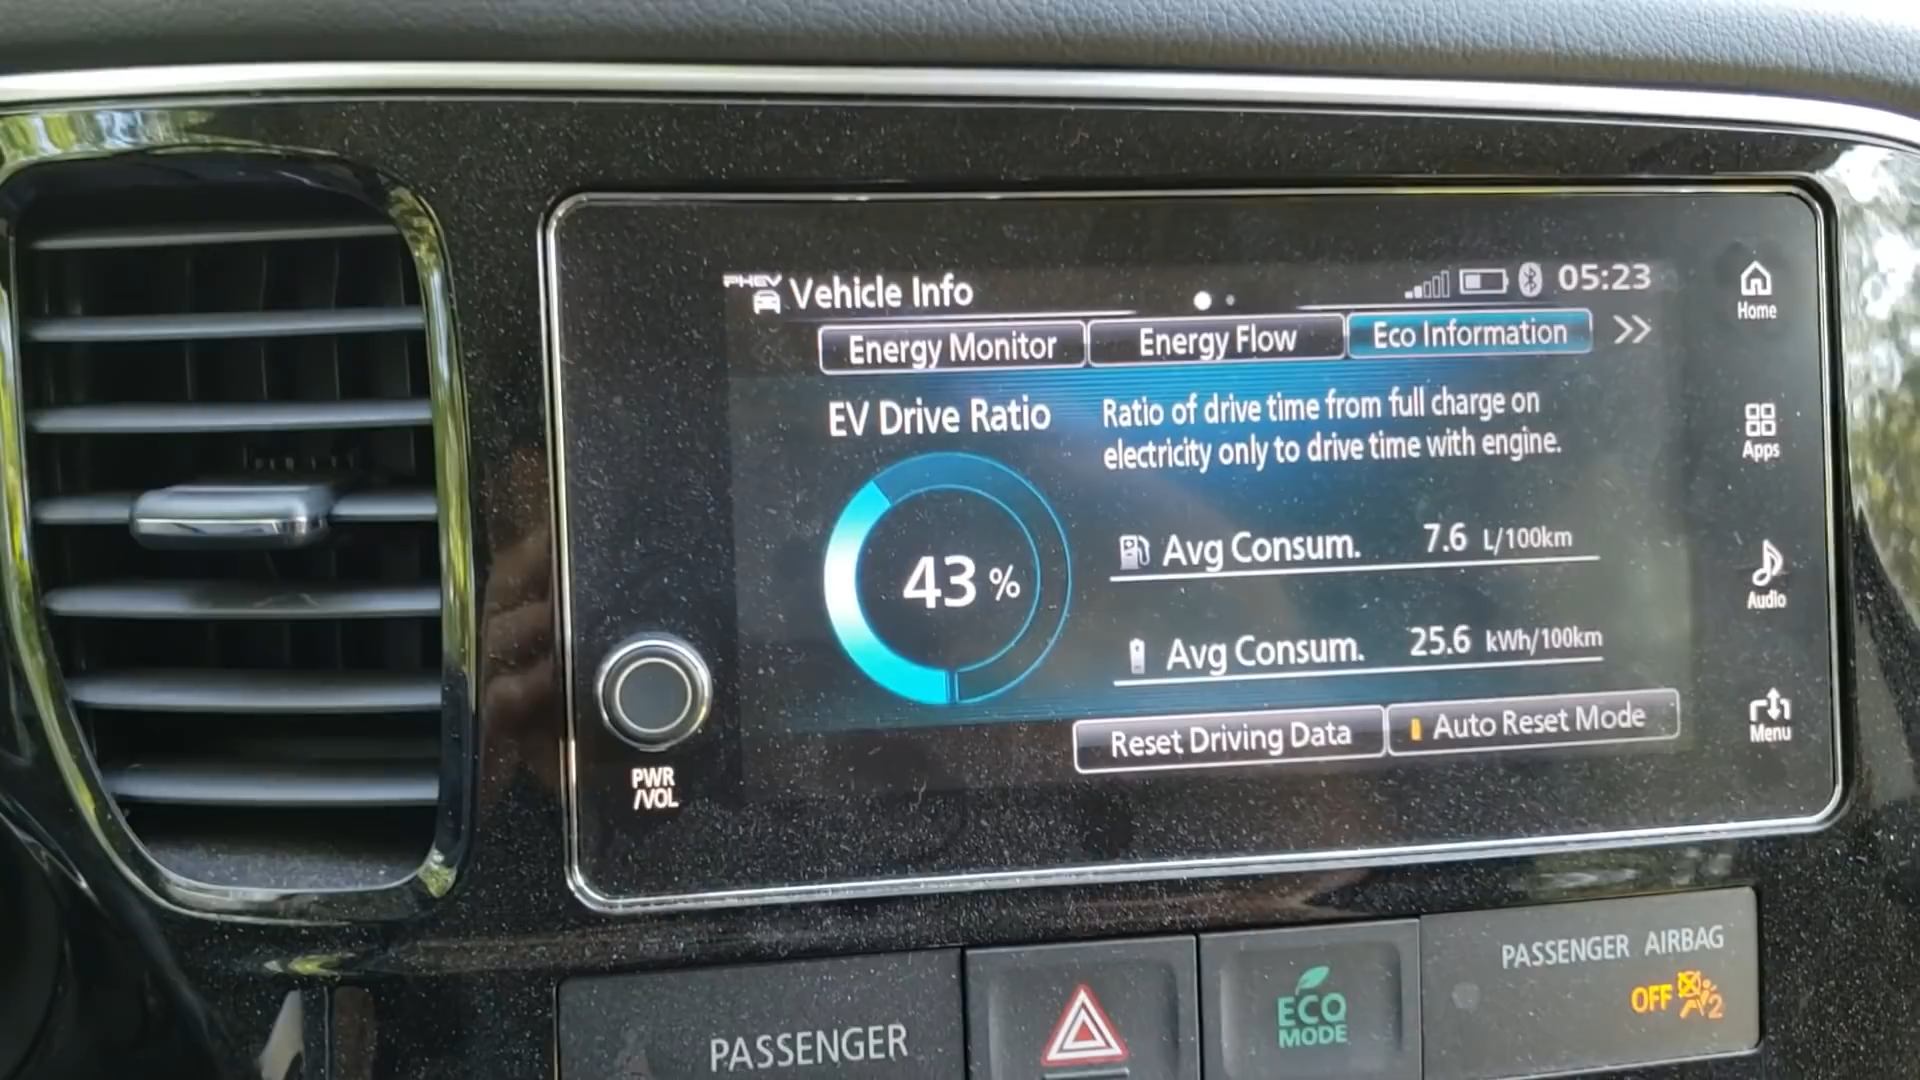 PHEV
Vehicle Info
05:23
Energy Monitor
Energy Flow
Eco Information
Home
EV Drive Ratio
Ratio of drive time from full charge on
electricity only to drive time with engine.
Apps
43 %
Avg Consum. 7.6 L/100km
Audio
Avg Consum. 25.6 kWh/100km
Reset Driving Data
Auto Reset Mode
Menu
PWR
/VOL
PASSENGER
ECO
MODE
PASSENGER AIRBAG
OFF 2